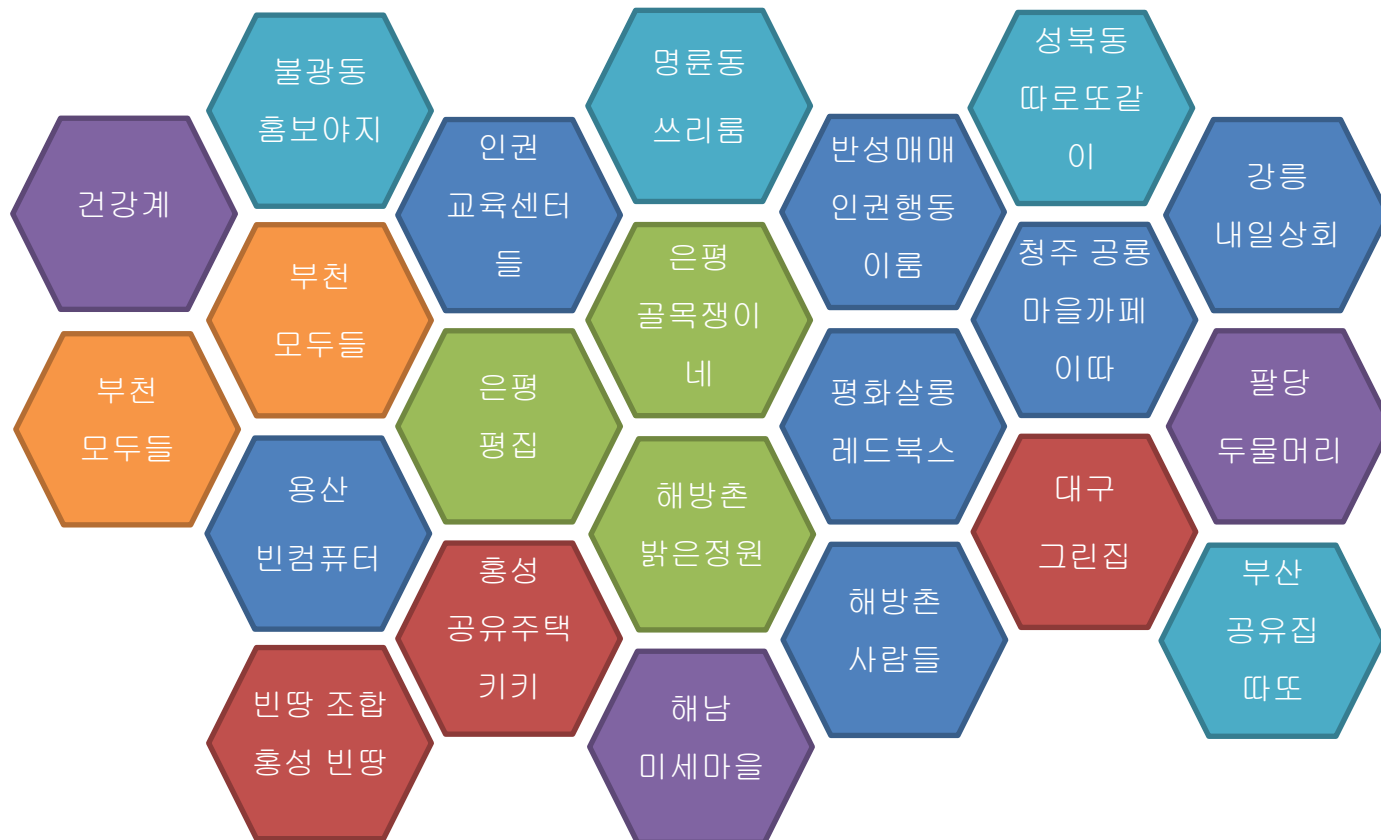 불광동
홈보야지
명륜동
쓰리룸
성북동
따로또같
이
건강계
인권
교육센터
들
반성매매
인권행동
이룸
강릉
내일상회
부천
모두들
은평
골목쟁이
네
청주 공룡
마을까페
이따
부천
모두들
은평
평집
평화살롱
레드북스
팔당
두물머리
용산
빈컴퓨터
해방촌
밝은정원
대구
그린집
홍성
공유주택
키키
해방촌
사람들
부산
공유집
따또
빈땅 조합
홍성 빈땅
해남
미세마을